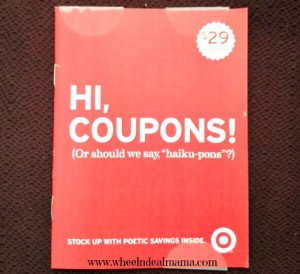 $29
HI,
COUPONS!
(Or should we say, "haiku-pons"?)
STOCK UP WITH POETIC SAVINGS INSIDE.
www.wheelndealmama.com